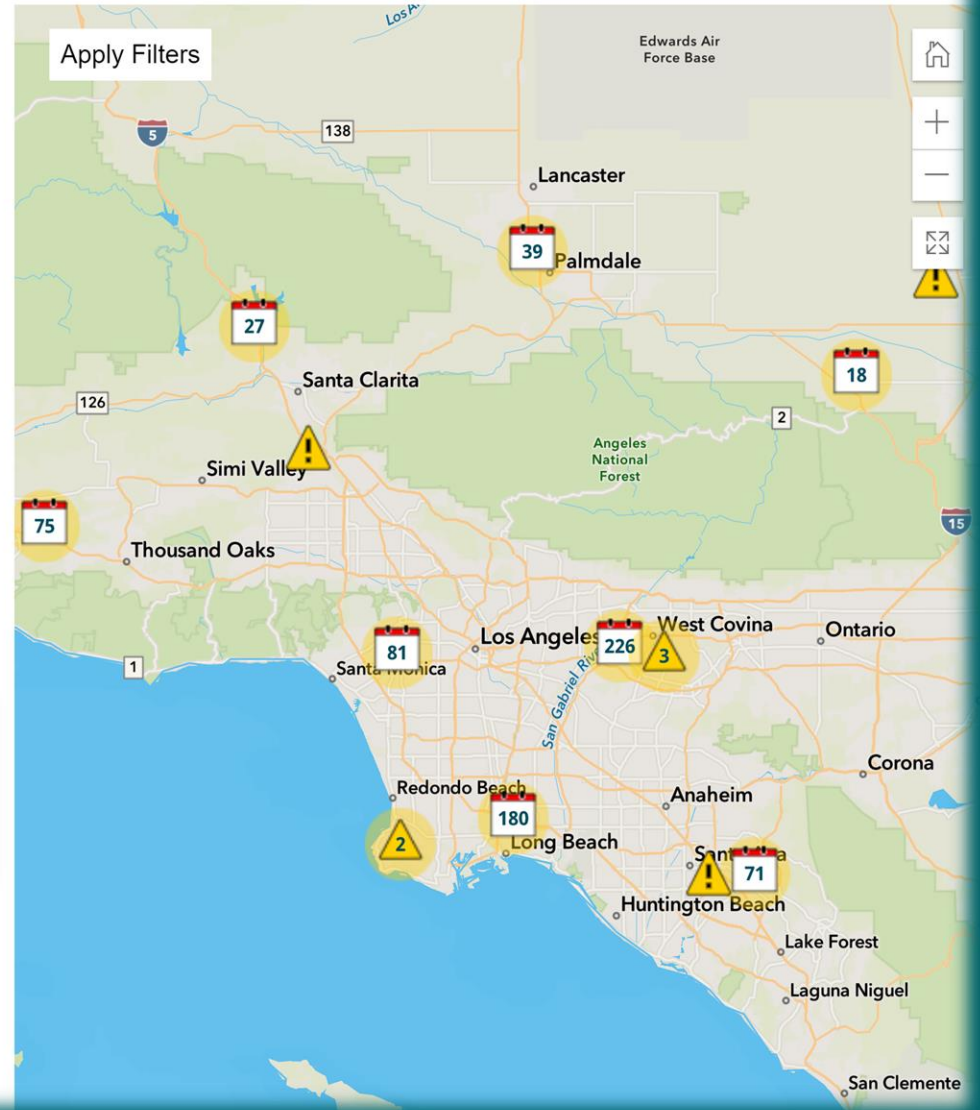 Los A
Apply Filters
Edwards Air
Force Base
5
138
Lancaster
39
Palmdale
27
18
Santa Clarita
126
2
Angeles
National
Forest
Simi Valley
75
15
Thousand Oaks
226
West Covina
3
Ontario
81
Los Angeles
1
Santa Monica
San Gabriel River
Corona
Redondo Beach
Anaheim
180
2
Long Beach
71
Huntington Beach
Lake Forest
Laguna Niguel
San Clemente